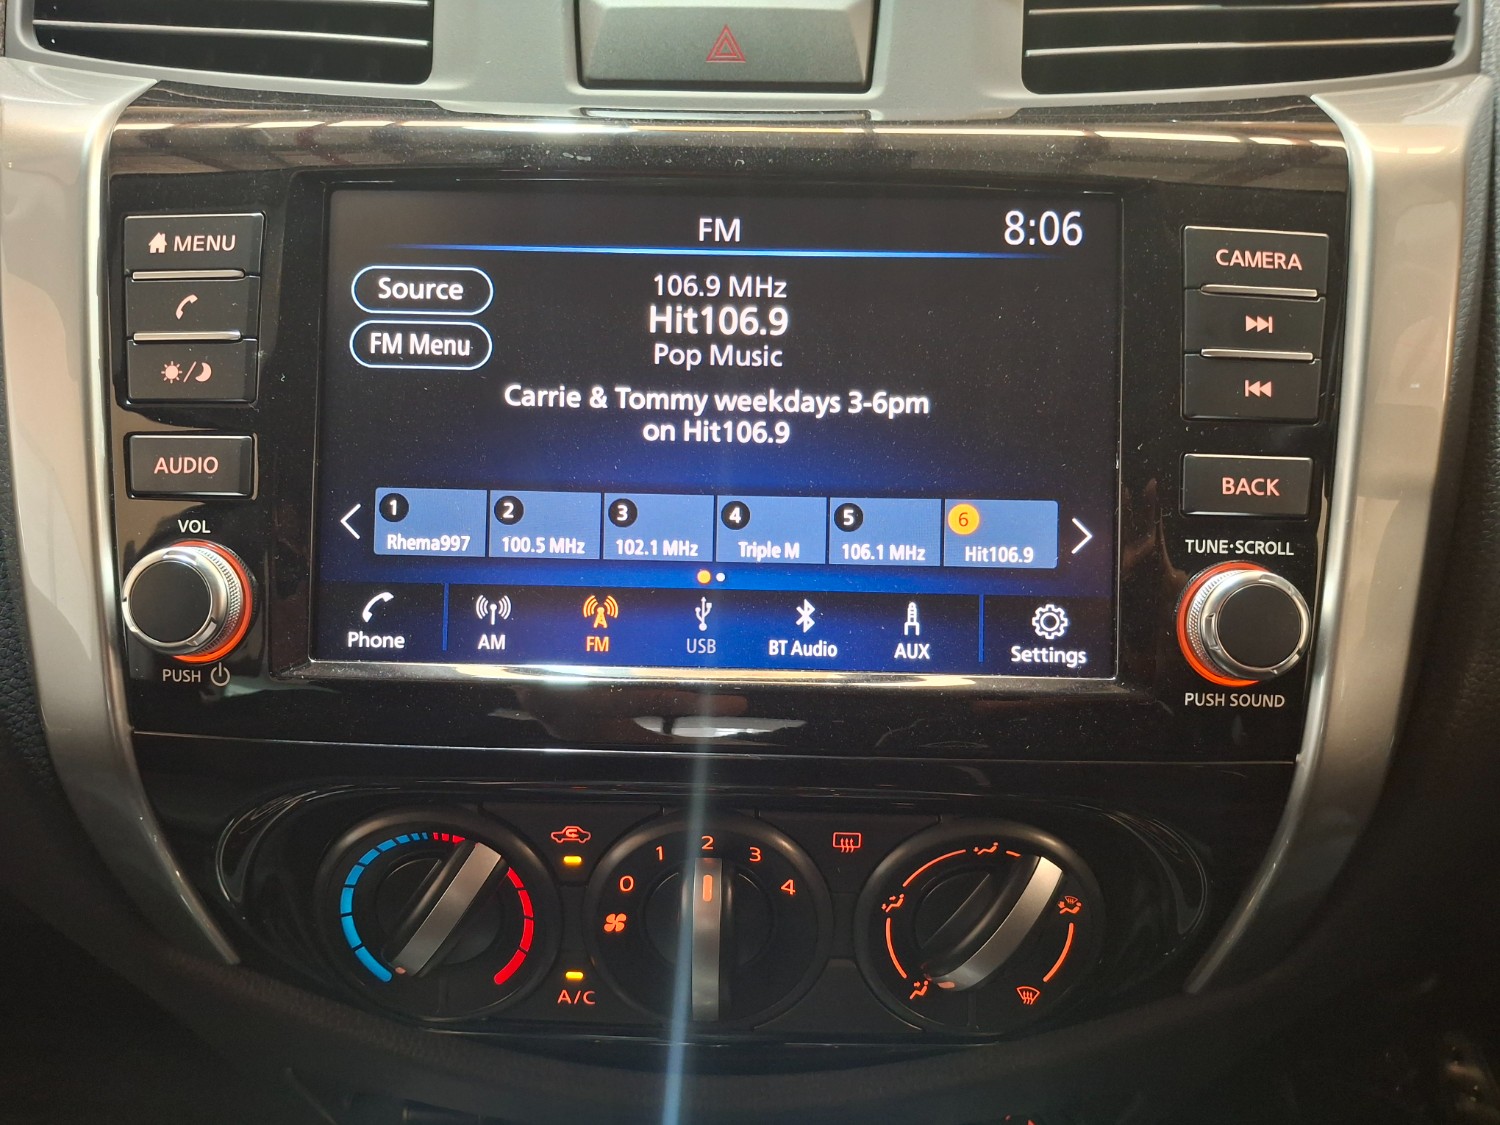 FM
8:06
MENU
CAMERA
Source
106.9 MHz
Hit106.9
FM Menu
Pop Music
Carrie & Tommy weekdays 3-6pm
on Hit106.9
AUDIO
BACK
VOL
TUNE·SCROLL
1
2
3
4
5
6
Rhema997
100.5 MHz
102.1 MHz
Triple M
106.1 MHz
Hit106.9
Phone
AM
FM
USB
BT Audio
AUX
Settings
PUSH
PUSH SOUND
0
1
2
3
4
A/C